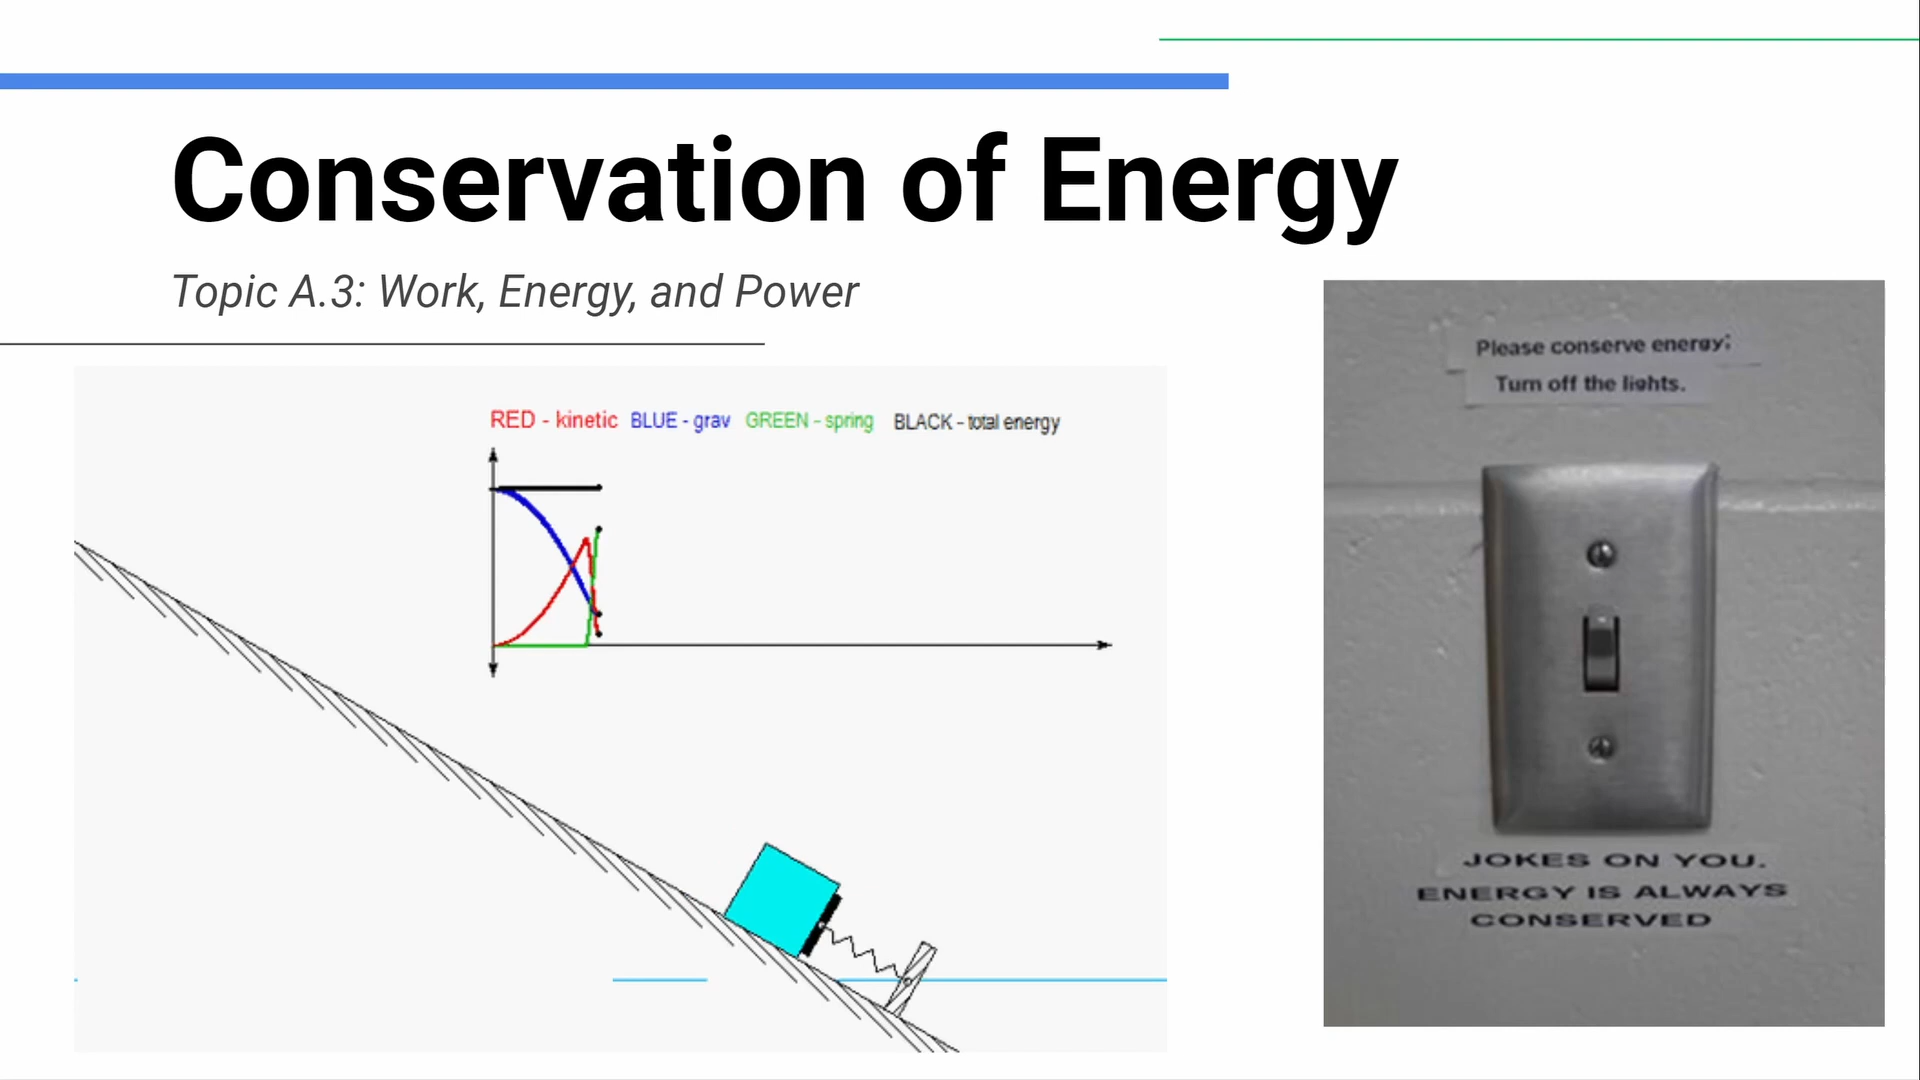 Conservation of Energy
Topic A.3: Work, Energy, and Power
RED - kinetic BLUE - grav GREEN - spring BLACK - total energy
Please conserve energy:
Turn off the lights.
JOKES ON YOU.
ENERGY IS ALWAYS
CONSERVED